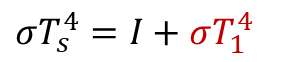 σT_s^4 = I + σT_1^4